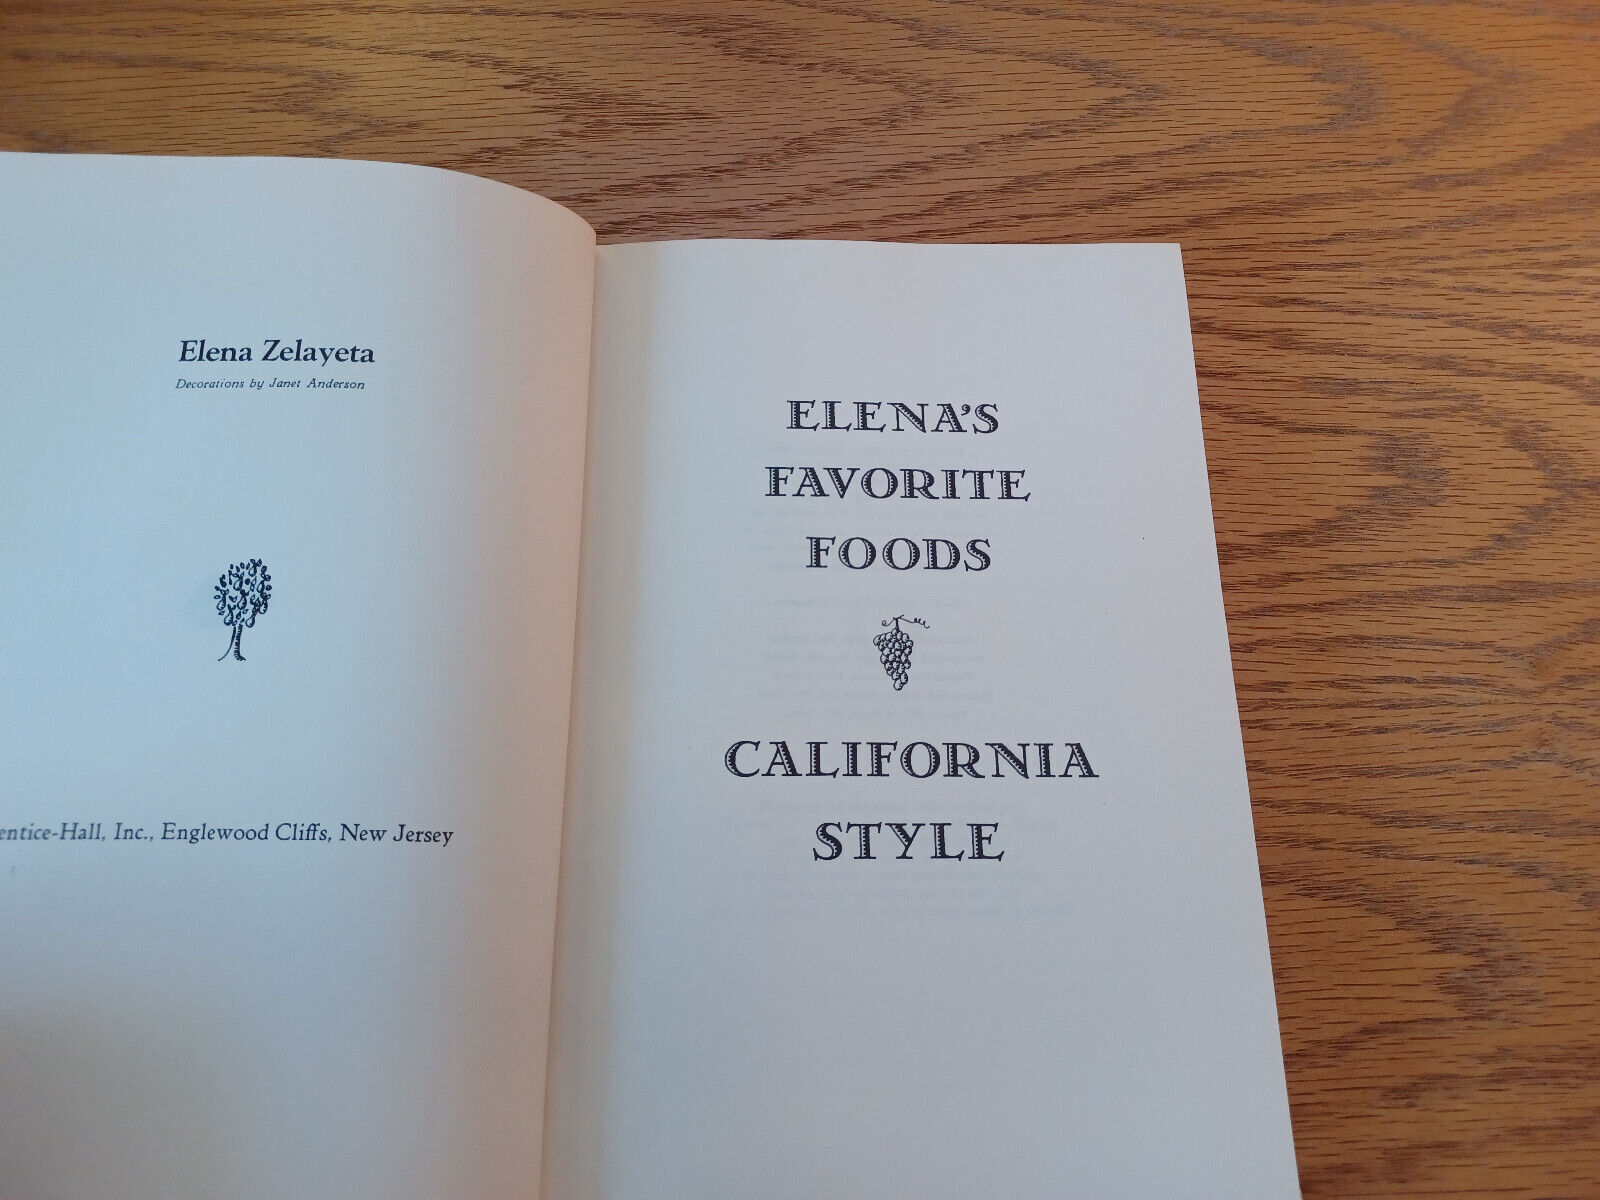 Elena Zelayeta
Decorations by Janet Anderson
entice-Hall, Inc., Englewood Cliffs, New Jersey
ELENA'S
FAVORITE
FOODS
CALIFORNIA
STYLE